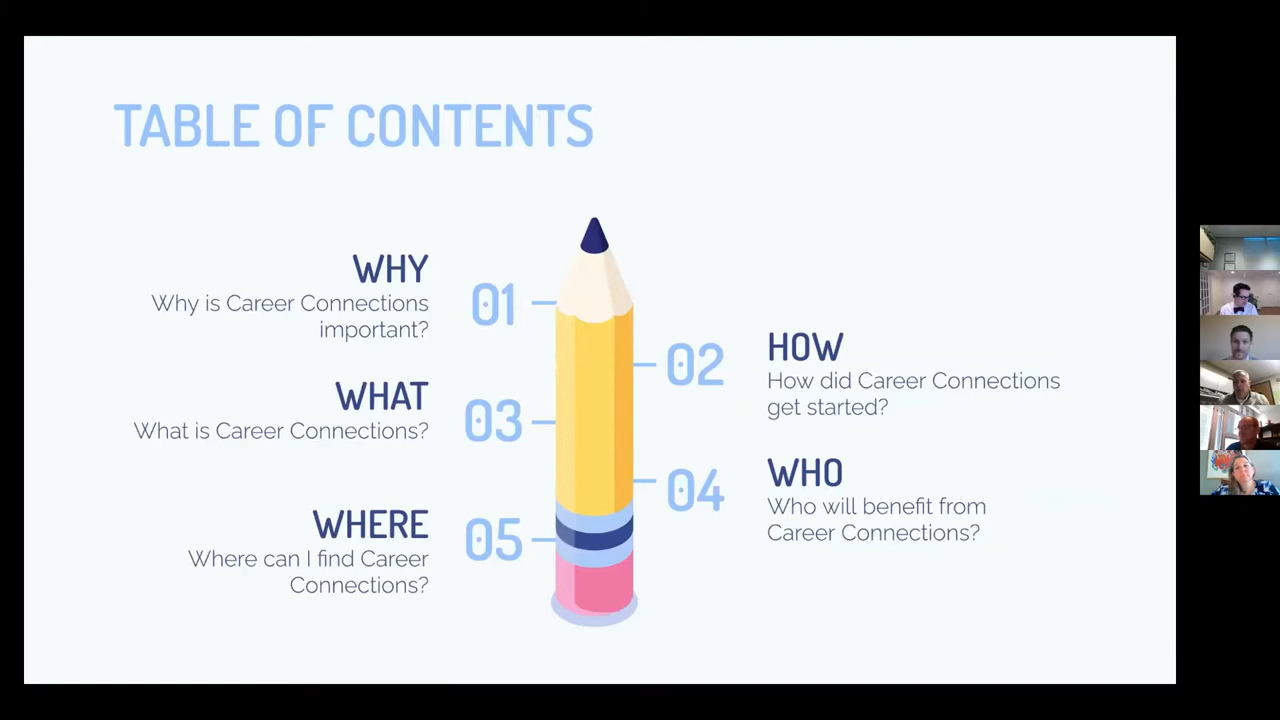 TABLE OF CONTENTS
WHY
Why is Career Connections
important?
01
02
HOW
How did Career Connections
get started?
WHAT
What is Career Connections?
03
04
WHO
Who will benefit from
Career Connections?
WHERE
Where can I find Career
Connections?
05